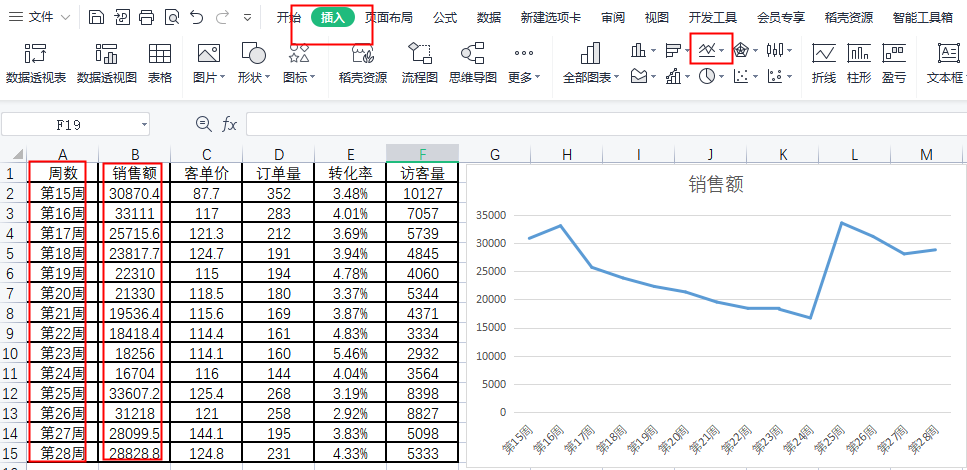 文件 开始 插入 页面布局 公式 数据 新建选项卡 审阅 视图 开发工具 会员专享 稻壳资源 智能工具箱
数据透视表 数据透视图 表格 图片 形状 图标 稻壳资源 流程图 思维导图 更多 全部图表 折线 柱形 盈亏 文本框
F19 fx
A B C D E F G H I J K L M
1 周数 销售额 客单价 订单量 转化率 访客量
2 第15周 30870.4 87.7 352 3.48% 10127
3 第16周 33111 117 283 4.01% 7057
4 第17周 25715.6 121.3 212 3.69% 5739
5 第18周 23817.7 124.7 191 3.94% 4845
6 第19周 22310 115 194 4.78% 4060
7 第20周 21330 118.5 180 3.37% 5344
8 第21周 19536.4 115.6 169 3.87% 4371
9 第22周 18418.4 114.4 161 4.83% 3334
10 第23周 18256 114.1 160 5.46% 2932
11 第24周 16704 116 144 4.04% 3564
12 第25周 33607.2 125.4 268 3.19% 8398
13 第26周 31218 121 258 2.92% 8827
14 第27周 28099.5 144.1 195 3.83% 5098
15 第28周 28828.8 124.8 231 4.33% 5333
销售额
35000
30000
25000
20000
15000
10000
5000
0
第15周 第16周 第17周 第18周 第19周 第20周 第21周 第22周 第23周 第24周 第25周 第26周 第27周 第28周